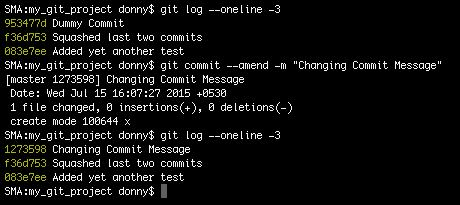 SMA:my_git_project donny$ git log --oneline -3
953477d Dummy Commit
f36d753 Squashed last two commits
083e7ee Added yet another test
SMA:my_git_project donny$ git commit --amend -m "Changing Commit Message"
[master 1273598] Changing Commit Message
 Date: Wed Jul 15 16:07:27 2015 +0530
 1 file changed, 0 insertions(+), 0 deletions(-)
 create mode 100644 x
SMA:my_git_project donny$ git log --oneline -3
1273598 Changing Commit Message
f36d753 Squashed last two commits
083e7ee Added yet another test
SMA:my_git_project donny$